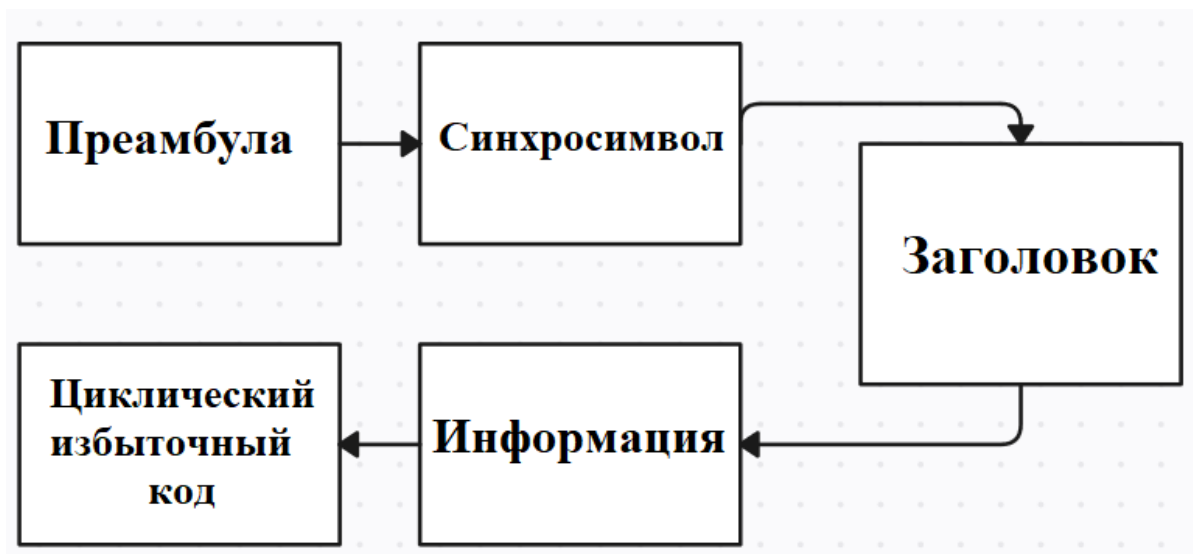 Преамбула
Синхросимвол
Заголовок
Информация
Циклический
избыточный
код